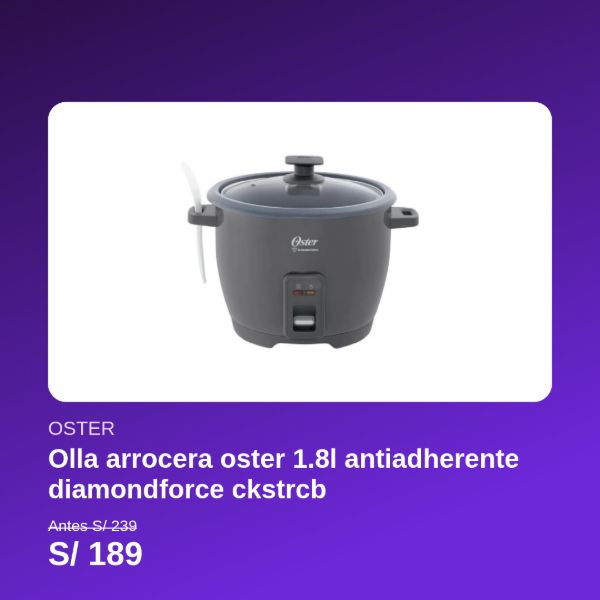 Oster
OSTER
Olla arrocera oster 1.8l antiadherente
diamondforce ckstrcb
Antes S/ 239
S/ 189